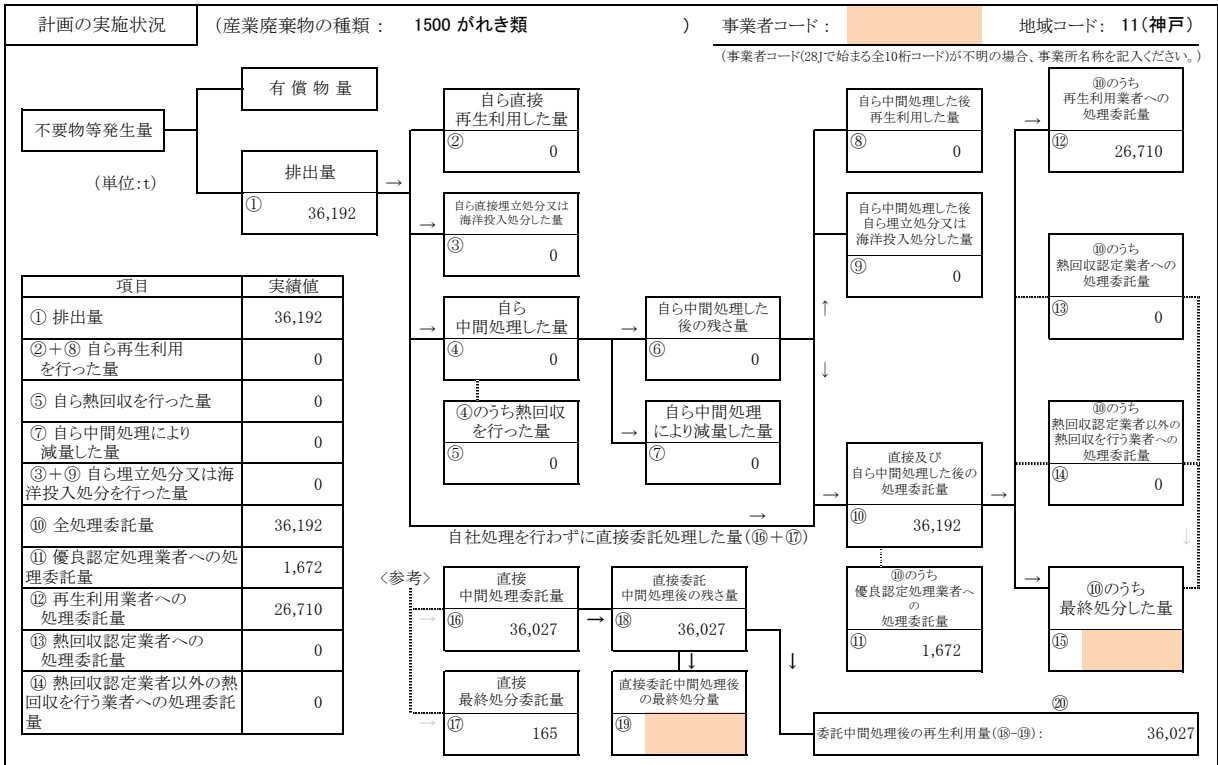 計画の実施状況 (産業廃棄物の種類： 1500 がれき類 ) 事業者コード： 地域コード： 11(神戸)
(事業者コード(28Jで始まる全10桁コード)が不明の場合、事業所名称を記入ください。)
不要物等発生量
(単位:t)
有償物量
排出量
→
① 36,192
自ら直接
再生利用した量
② 0
→
自ら直接埋立処分又は
海洋投入処分した量
③ 0
→
自ら
中間処理した量
④ 0
④のうち熱回収
を行った量
⑤ 0
→
自ら中間処理した
後の残さ量
⑥ 0
→
自ら中間処理
により減量した量
⑦ 0
自ら中間処理した後
再生利用した量
⑧ 0
自ら中間処理した後
自ら埋立処分又は
海洋投入処分した量
⑨ 0
↑
↓
→
直接及び
自ら中間処理した後の
処理委託量
⑩ 36,192
→
⑩のうち
優良認定処理業者へ
の
処理委託量
⑪ 1,672
→
⑩のうち
再生利用業者への
処理委託量
⑫ 26,710
⑩のうち
熱回収認定業者への
処理委託量
⑬ 0
⑩のうち
熱回収認定業者以外の
熱回収を行う業者への
処理委託量
⑭ 0
↓
→
⑩のうち
最終処分した量
⑮
→
自社処理を行わずに直接委託処理した量(⑯＋⑰)
〈参考〉
→
直接
中間処理委託量
⑯ 36,027
→
直接委託
中間処理後の残さ量
⑱ 36,027
→
直接
最終処分委託量
⑰ 165
↓
直接委託中間処理後
の最終処分量
⑲
↓
⑳
委託中間処理後の再生利用量(⑱-⑲)： 36,027
項目 実績値
① 排出量 36,192
②＋⑧ 自ら再生利用
を行った量 0
⑤ 自ら熱回収を行った量 0
⑦ 自ら中間処理により
減量した量 0
③＋⑨ 自ら埋立処分又は海
洋投入処分を行った量 0
⑩ 全処理委託量 36,192
⑪ 優良認定処理業者への処
理委託量 1,672
⑫ 再生利用業者への
処理委託量 26,710
⑬ 熱回収認定業者への
処理委託量 0
⑭ 熱回収認定業者以外の熱
回収を行う業者への処理委託
量 0